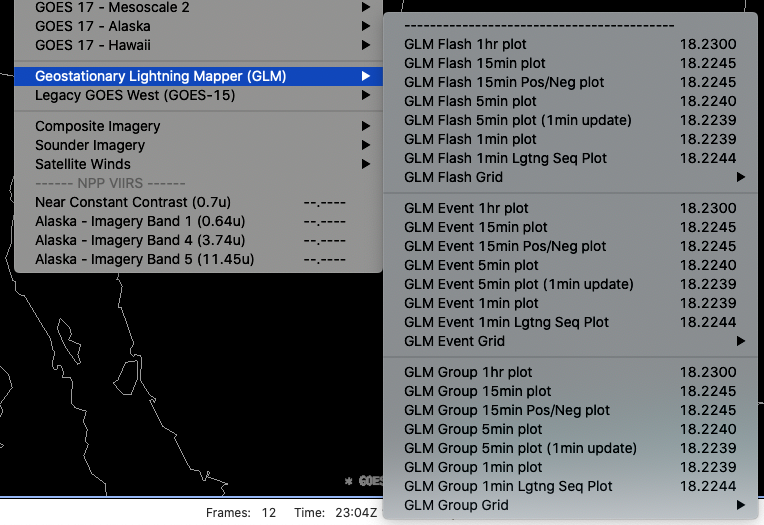 GOES 17 - Mesoscale 2
GOES 17 - Alaska
GOES 17 - Hawaii
Geostationary Lightning Mapper (GLM)
Legacy GOES West (GOES-15)
Composite Imagery
Sounder Imagery
Satellite Winds
------ NPP VIIRS ------
Near Constant Contrast (0.7u) --.----
Alaska - Imagery Band 1 (0.64u) --.----
Alaska - Imagery Band 4 (3.74u) --.----
Alaska - Imagery Band 5 (11.45u) --.----
----------------------------------------
GLM Flash 1hr plot 18.2300
GLM Flash 15min plot 18.2245
GLM Flash 15min Pos/Neg plot 18.2245
GLM Flash 5min plot 18.2240
GLM Flash 5min plot (1min update) 18.2239
GLM Flash 1min plot 18.2239
GLM Flash 1min Lgtng Seq Plot 18.2244
GLM Flash Grid
GLM Event 1hr plot 18.2300
GLM Event 15min plot 18.2245
GLM Event 15min Pos/Neg plot 18.2245
GLM Event 5min plot 18.2240
GLM Event 5min plot (1min update) 18.2239
GLM Event 1min plot 18.2239
GLM Event 1min Lgtng Seq Plot 18.2244
GLM Event Grid
GLM Group 1hr plot 18.2300
GLM Group 15min plot 18.2245
GLM Group 15min Pos/Neg plot 18.2245
GLM Group 5min plot 18.2240
GLM Group 5min plot (1min update) 18.2239
GLM Group 1min plot 18.2239
GLM Group 1min Lgtng Seq Plot 18.2244
GLM Group Grid
* GOES
Frames: 12 Time: 23:04Z